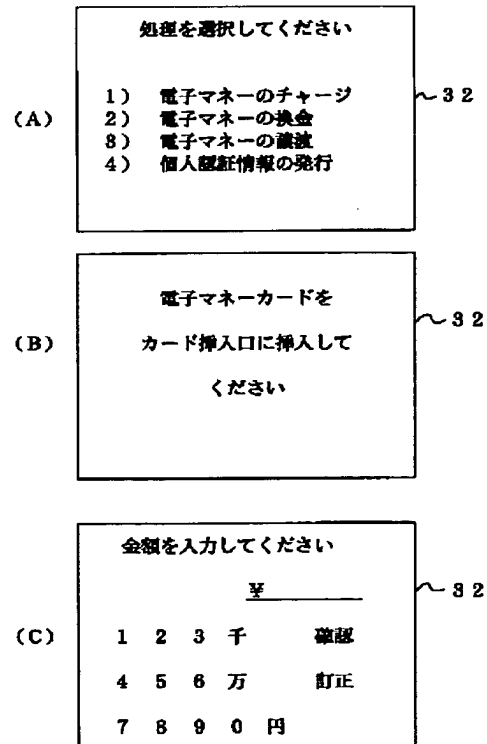 処理を選択してください
(A)
1) 電子マネーのチャージ
2) 電子マネーの換金
3) 電子マネーの譲渡
4) 個人認証情報の発行
32
(B)
電子マネーカードを
カード挿入口に挿入して
ください
32
(C)
金額を入力してください
¥
32
1 2 3 千 確認
4 5 6 万 訂正
7 8 9 0 円